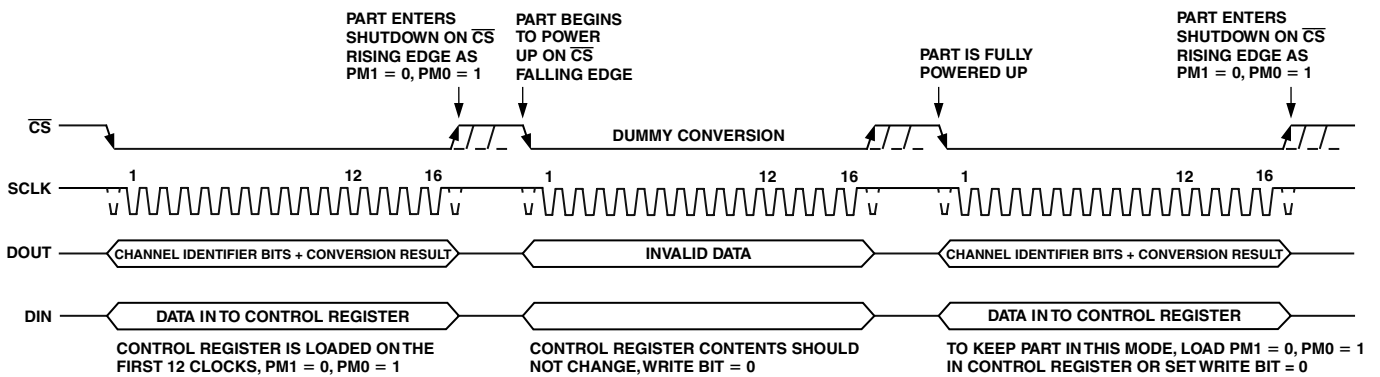 PART ENTERS
SHUTDOWN ON CS
RISING EDGE AS
PM1 = 0, PM0 = 1
PART BEGINS
TO POWER
UP ON CS
FALLING EDGE
PART IS FULLY
POWERED UP
PART ENTERS
SHUTDOWN ON CS
RISING EDGE AS
PM1 = 0, PM0 = 1
CS
DUMMY CONVERSION
SCLK
1 12 16 1 12 16 1 12 16
DOUT
CHANNEL IDENTIFIER BITS + CONVERSION RESULT
INVALID DATA
CHANNEL IDENTIFIER BITS + CONVERSION RESULT
DIN
DATA IN TO CONTROL REGISTER
DATA IN TO CONTROL REGISTER
CONTROL REGISTER IS LOADED ON THE
FIRST 12 CLOCKS, PM1 = 0, PM0 = 1
CONTROL REGISTER CONTENTS SHOULD
NOT CHANGE, WRITE BIT = 0
TO KEEP PART IN THIS MODE, LOAD PM1 = 0, PM0 = 1
IN CONTROL REGISTER OR SET WRITE BIT = 0